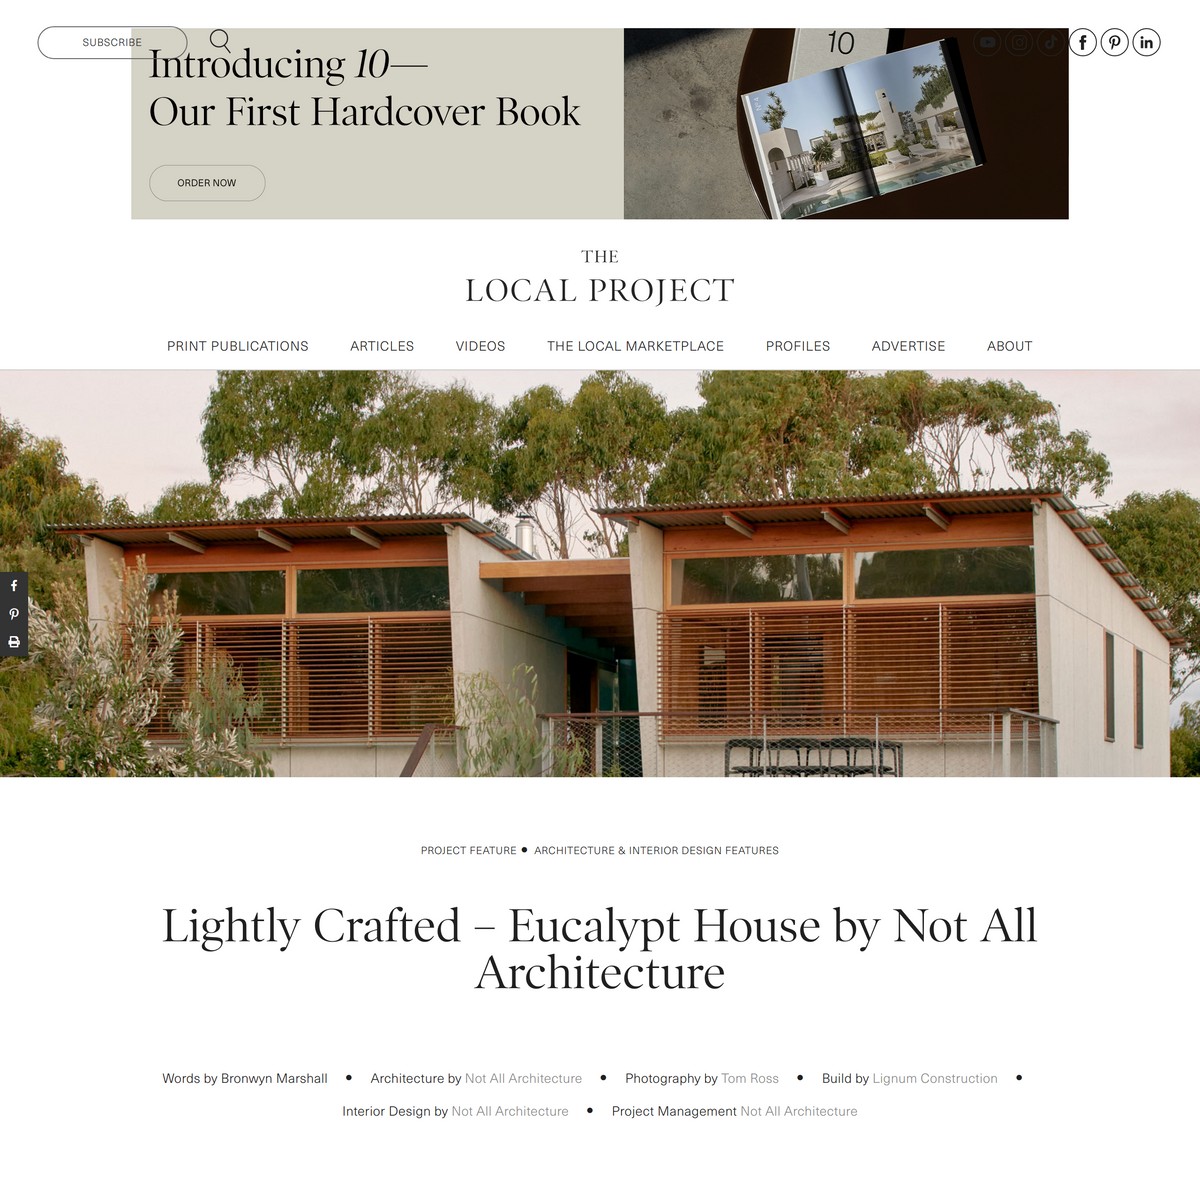 SUBSCRIBE
Introducing 10—
Our First Hardcover Book
ORDER NOW
10
THE
LOCAL PROJECT
PRINT PUBLICATIONS ARTICLES VIDEOS THE LOCAL MARKETPLACE PROFILES ADVERTISE ABOUT
PROJECT FEATURE • ARCHITECTURE & INTERIOR DESIGN FEATURES
Lightly Crafted – Eucalypt House by Not All
Architecture
Words by Bronwyn Marshall • Architecture by Not All Architecture • Photography by Tom Ross • Build by Lignum Construction •
Interior Design by Not All Architecture • Project Management Not All Architecture